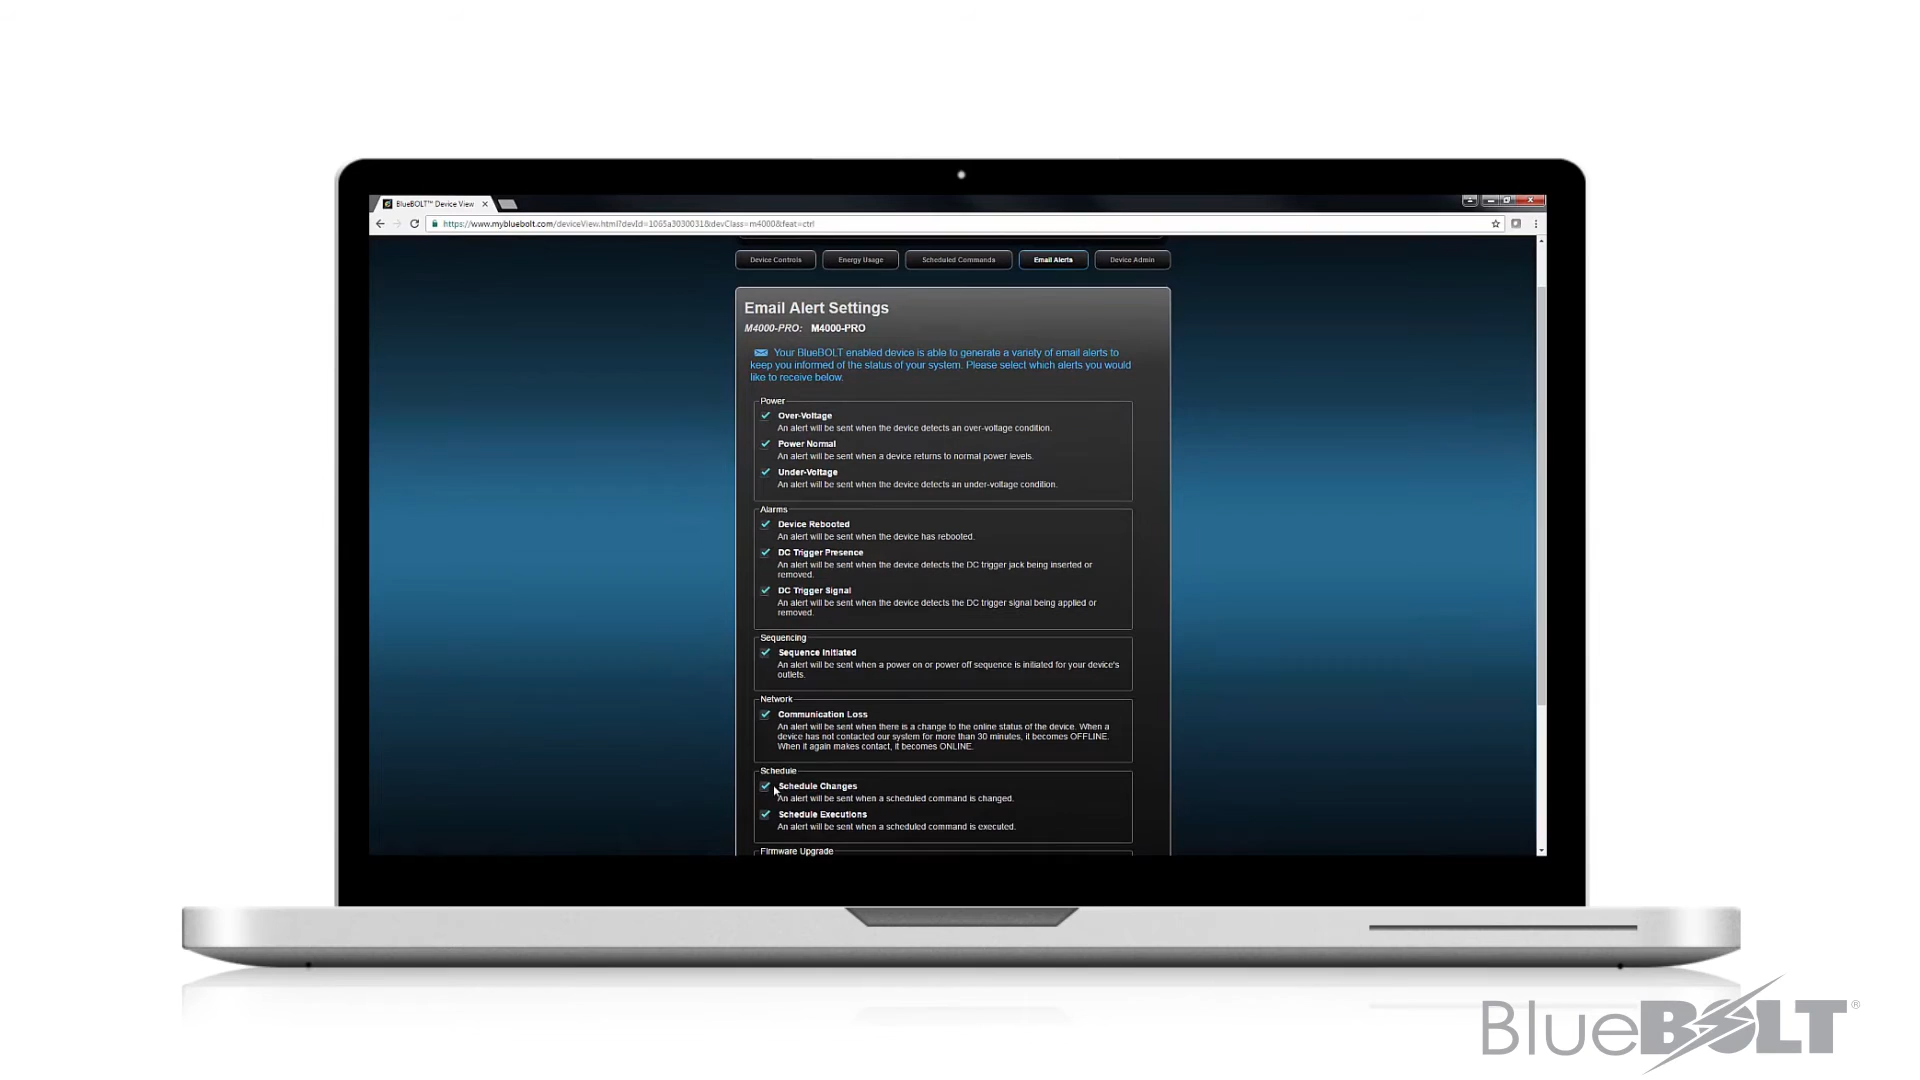 BlueBOLT™ Device View
https://www.mybluebolt.com/deviceView.html?devId=1065a3030031&devClass=m4000&feat=ctrl
Device Controls Energy Usage Scheduled Commands Email Alerts Device Admin
Email Alert Settings
M4000-PRO: M4000-PRO
Your BlueBOLT enabled device is able to generate a variety of email alerts to
keep you informed of the status of your system. Please select which alerts you would
like to receive below.
Power
Over-Voltage
An alert will be sent when the device detects an over-voltage condition.
Power Normal
An alert will be sent when a device returns to normal power levels.
Under-Voltage
An alert will be sent when the device detects an under-voltage condition.
Alarms
Device Rebooted
An alert will be sent when the device has rebooted.
DC Trigger Presence
An alert will be sent when the device detects the DC trigger jack being inserted or
removed.
DC Trigger Signal
An alert will be sent when the device detects the DC trigger signal being applied or
removed.
Sequencing
Sequence Initiated
An alert will be sent when a power on or power off sequence is initiated for your device's
outlets.
Network
Communication Loss
An alert will be sent when there is a change to the online status of the device. When a
device has not contacted our system for more than 30 minutes, it becomes OFFLINE.
When it again makes contact, it becomes ONLINE.
Schedule
Schedule Changes
An alert will be sent when a scheduled command is changed.
Schedule Executions
An alert will be sent when a scheduled command is executed.
Firmware Upgrade
BlueBOLT®